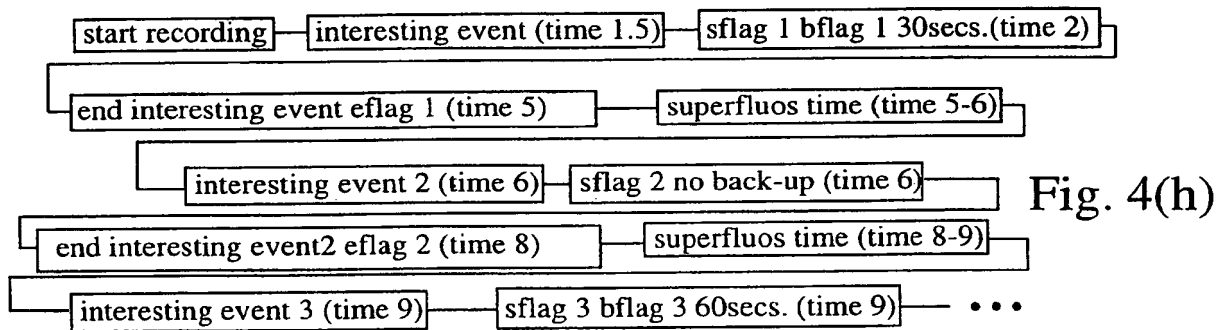 start recording interesting event (time 1.5) sflag 1 bflag 1 30secs.(time 2)
end interesting event eflag 1 (time 5) superfluos time (time 5-6)
interesting event 2 (time 6) sflag 2 no back-up (time 6)
Fig. 4(h)
end interesting event2 eflag 2 (time 8) superfluos time (time 8-9)
interesting event 3 (time 9) sflag 3 bflag 3 60secs. (time 9) •••